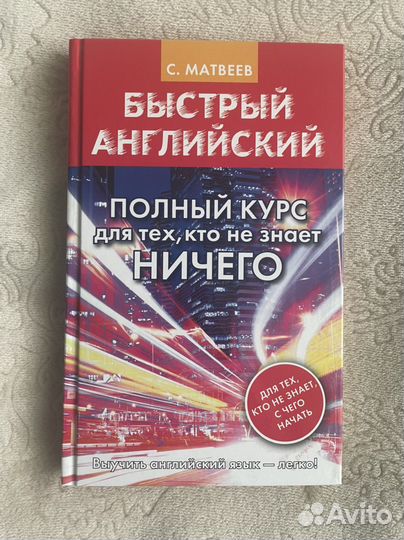 С. МАТВЕЕВ
БЫСТРЫЙ
АНГЛИЙСКИЙ
ПОЛНЫЙ КУРС
для тех, кто не знает
НИЧЕГО
ДЛЯ ТЕХ,
КТО НЕ ЗНАЕТ,
С ЧЕГО
НАЧАТЬ
Выучить английский язык — легко!
Avito